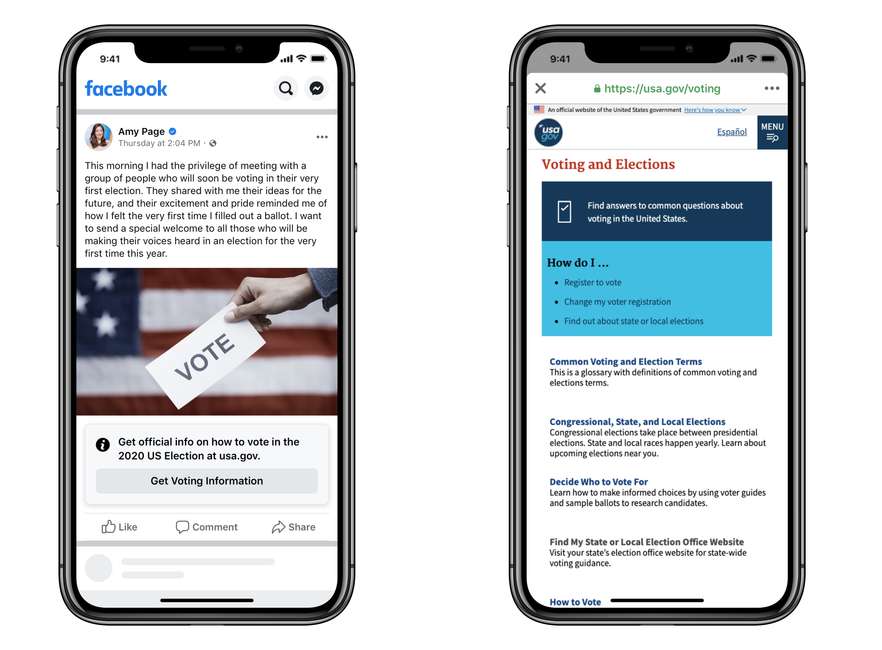 9:41
facebook
Amy Page
Thursday at 2:04 PM ·
This morning I had the privilege of meeting with a
group of people who will soon be voting in their very
first election. They shared with me their ideas for the
future, and their excitement and pride reminded me of
how I felt the very first time I filled out a ballot. I want
to send a special welcome to all those who will be
making their voices heard in an election for the very
first time this year.
VOTE
Get official info on how to vote in the
2020 US Election at usa.gov.
Get Voting Information
Like
Comment
Share
9:41
https://usa.gov/voting
An official website of the United States government Here's how you know
usa
gov
Español
MENU
Voting and Elections
Find answers to common questions about
voting in the United States.
How do I ...
• Register to vote
• Change my voter registration
• Find out about state or local elections
Common Voting and Election Terms
This is a glossary with definitions of common voting and
elections terms.
Congressional, State, and Local Elections
Congressional elections take place between presidential
elections. State and local races happen yearly. Learn about
upcoming elections near you.
Decide Who to Vote For
Learn how to make informed choices by using voter guides
and sample ballots to research candidates.
Find My State or Local Election Office Website
Visit your state's election office website for state-wide
voting guidance.
How to Vote